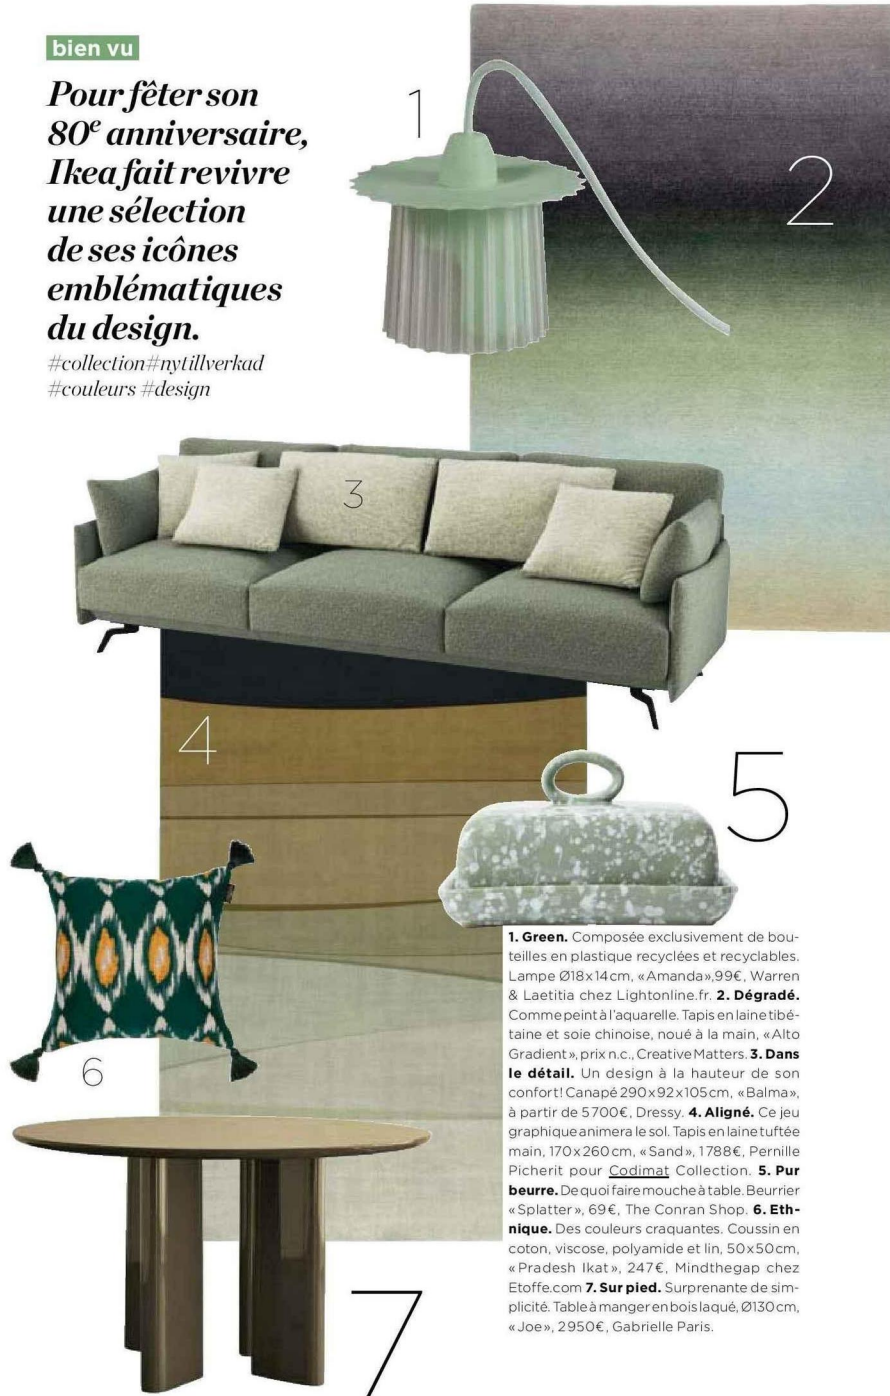 bien vu
Pour fêter son
80e anniversaire,
Ikea fait revivre
une sélection
de ses icônes
emblématiques
du design.
#collection#nytillverkad
#couleurs #design
1
2
3
4
5
6
7
1. Green. Composée exclusivement de bou-
teilles en plastique recyclées et recyclables.
Lampe Ø18x14cm, «Amanda»,99€, Warren
& Laetitia chez Lightonline.fr. 2. Dégradé.
Comme peint à l'aquarelle. Tapis en laine tibé-
taine et soie chinoise, noué à la main, «Alto
Gradient», prix n.c., Creative Matters. 3. Dans
le détail. Un design à la hauteur de son
confort! Canapé 290x92x105cm, «Balma»,
à partir de 5700€, Dressy. 4. Aligné. Ce jeu
graphique animera le sol. Tapis en laine tuftée
main, 170x260cm, «Sand», 1788€, Pernille
Picherit pour Codimat Collection. 5. Pur
beurre. De quoi faire mouche à table. Beurrier
«Splatter», 69€, The Conran Shop. 6. Eth-
nique. Des couleurs craquantes. Coussin en
coton, viscose, polyamide et lin, 50x50cm,
«Pradesh Ikat», 247€, Mindthegap chez
Etoffe.com 7. Sur pied. Surprenante de sim-
plicité. Table à manger en bois laqué, Ø130cm,
«Joe», 2950€, Gabrielle Paris.